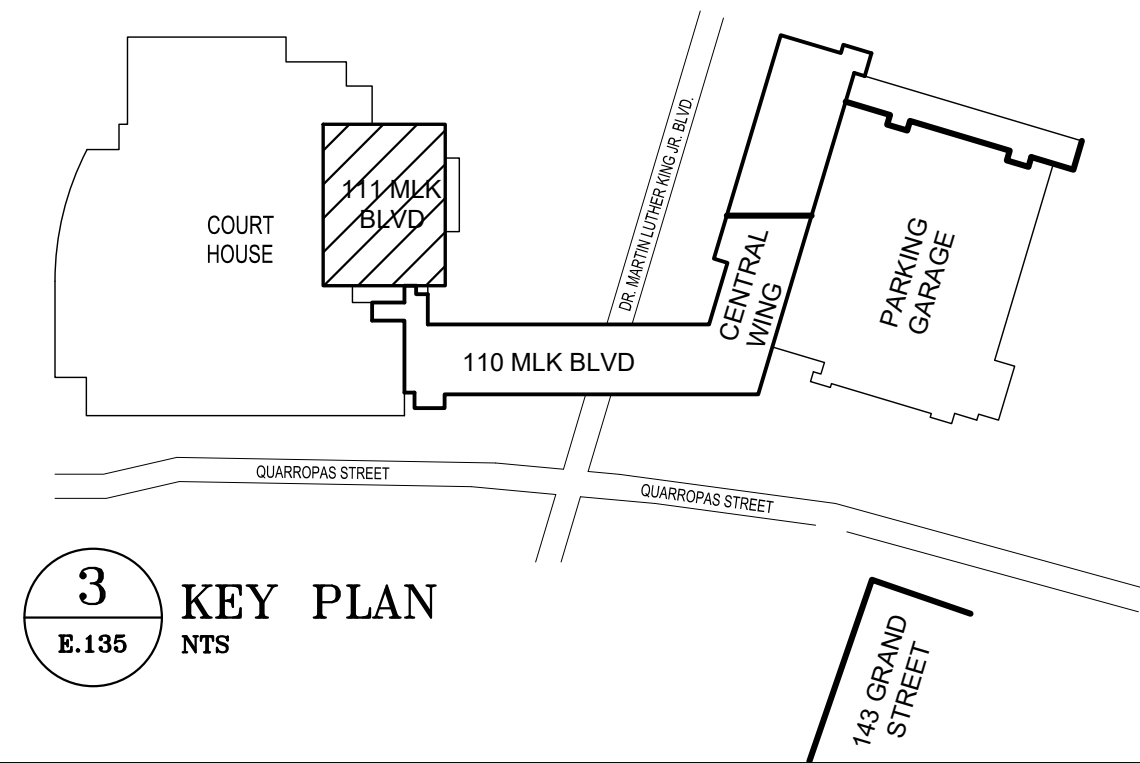 COURT
HOUSE
111 MLK
BLVD
DR. MARTIN LUTHER KING JR. BLVD.
CENTRAL
WING
PARKING
GARAGE
110 MLK BLVD
QUARROPAS STREET
QUARROPAS STREET
3
E.135
KEY PLAN
NTS
143 GRAND
STREET